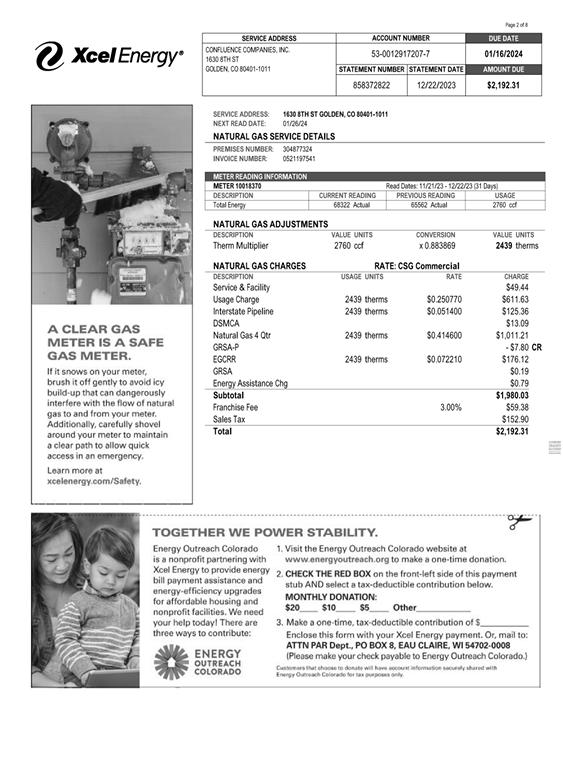 Page 2 of 8
Xcel Energy®
SERVICE ADDRESS ACCOUNT NUMBER DUE DATE
CONFLUENCE COMPANIES, INC.
1630 8TH ST
GOLDEN, CO 80401-1011
53-0012917207-7 01/16/2024
STATEMENT NUMBER STATEMENT DATE AMOUNT DUE
858372822 12/22/2023 $2,192.31
SERVICE ADDRESS: 1630 8TH ST GOLDEN, CO 80401-1011
NEXT READ DATE: 01/26/24
NATURAL GAS SERVICE DETAILS
PREMISES NUMBER: 304877324
INVOICE NUMBER: 0521197541
METER READING INFORMATION
METER 10018370 Read Dates: 11/21/23 - 12/22/23 (31 Days)
DESCRIPTION CURRENT READING PREVIOUS READING USAGE
Total Energy 68322 Actual 65562 Actual 2760 ccf
NATURAL GAS ADJUSTMENTS
DESCRIPTION VALUE UNITS CONVERSION VALUE UNITS
Therm Multiplier 2760 ccf x 0.883869 2439 therms
NATURAL GAS CHARGES RATE: CSG Commercial
DESCRIPTION USAGE UNITS RATE CHARGE
Service & Facility $49.44
Usage Charge 2439 therms $0.250770 $611.63
Interstate Pipeline 2439 therms $0.051400 $125.36
DSMCA $13.09
Natural Gas 4 Qtr 2439 therms $0.414600 $1,011.21
GRSA-P - $7.80 CR
EGCRR 2439 therms $0.072210 $176.12
GRSA $0.19
Energy Assistance Chg $0.79
Subtotal $1,980.03
Franchise Fee 3.00% $59.38
Sales Tax $152.90
Total $2,192.31
A CLEAR GAS
METER IS A SAFE
GAS METER.
If it snows on your meter,
brush it off gently to avoid icy
build-up that can dangerously
interfere with the flow of natural
gas to and from your meter.
Additionally, carefully shovel
around your meter to maintain
a clear path to allow quick
access in an emergency.
Learn more at
xcelenergy.com/Safety.
TOGETHER WE POWER STABILITY.
Energy Outreach Colorado
is a nonprofit partnering with
Xcel Energy to provide energy
bill payment assistance and
energy-efficiency upgrades
for affordable housing and
nonprofit facilities. We need
your help today! There are
three ways to contribute:
ENERGY
OUTREACH
COLORADO
1. Visit the Energy Outreach Colorado website at
www.energyoutreach.org to make a one-time donation.
2. CHECK THE RED BOX on the front-left side of this payment
stub AND select a tax-deductible contribution below.
MONTHLY DONATION:
$20____ $10____ $5____ Other____________
3. Make a one-time, tax-deductible contribution of $___________
Enclose this form with your Xcel Energy payment. Or, mail to:
ATTN PAR Dept., PO BOX 8, EAU CLAIRE, WI 54702-0008
(Please make your check payable to Energy Outreach Colorado.)
Customers that choose to donate will have account information securely shared with
Energy Outreach Colorado for tax purposes only.